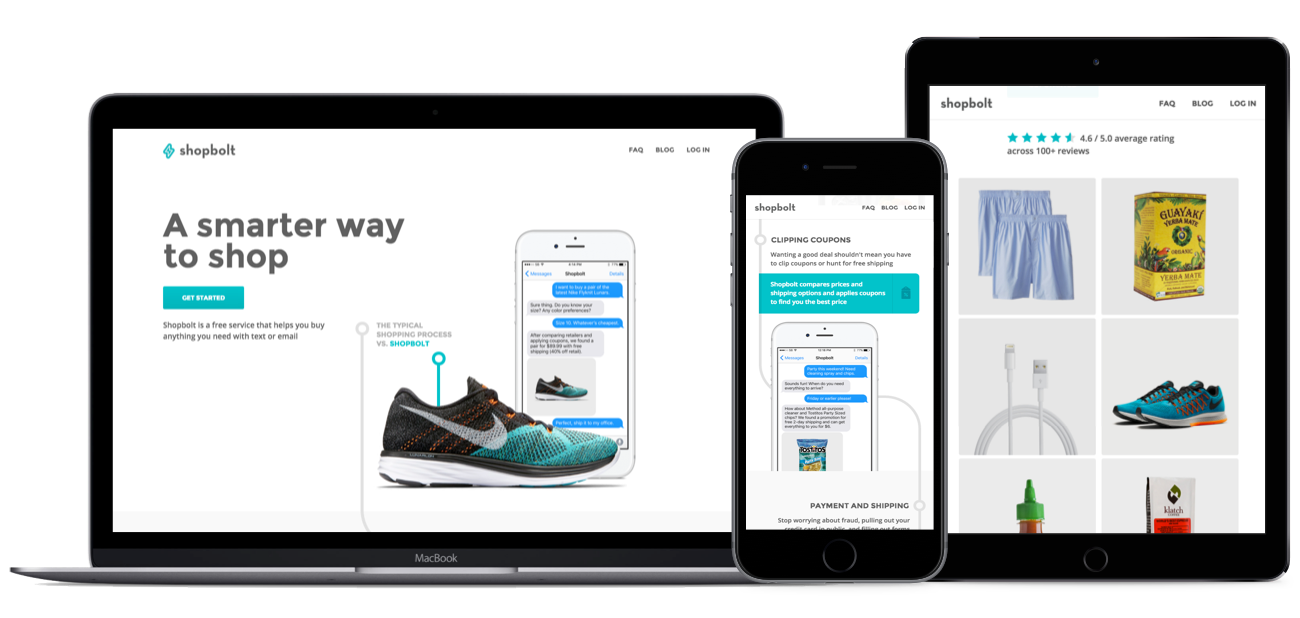 shopbolt
FAQ BLOG LOG IN
A smarter way
to shop
GET STARTED
Shopbolt is a free service that helps you buy
anything you need with text or email
THE TYPICAL
SHOPPING PROCESS
VS. SHOPBOLT
Messages Shopbolt Details
I want to buy a pair of the
latest Nike Flyknit Lunars.
Sure thing. Do you know your
size? Any color preferences?
Size 10. Whatever's cheapest.
After comparing retailers and
applying coupons, we found a
pair for $89.99 with free
shipping (40% off retail).
Perfect, ship it to my office.
MacBook
shopbolt
FAQ BLOG LOG IN
CLIPPING COUPONS
Wanting a good deal shouldn't mean you have
to clip coupons or hunt for free shipping
Shopbolt compares prices and
shipping options and applies coupons
to find you the best price
Messages Shopbolt Details
Party this weekend! Need
cleaning spray and chips.
Sounds fun! When do you need
everything to arrive?
Friday or earlier please!
How about Method all-purpose
cleaner and Tostitos Party Sized
chips? We found a promotion for
free 2-day shipping and can get
everything to you for $8.
TOSTITOS
PAYMENT AND SHIPPING
Stop worrying about fraud, pulling out your
credit card in public, and filling out forms
shopbolt
FAQ BLOG LOG IN
4.6 / 5.0 average rating
across 100+ reviews
GUAYAKÍ
YERBA MATE
ORGANIC
YERBA MATE
klatch